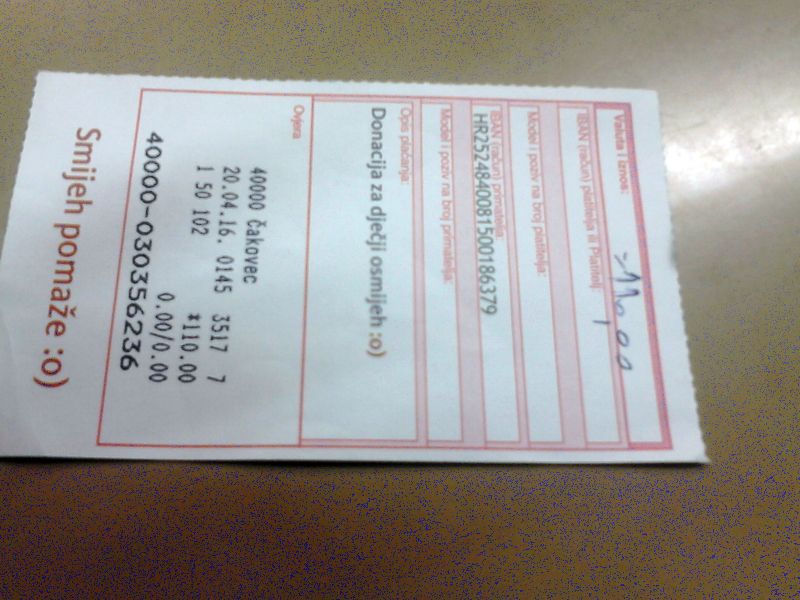 Valuta i iznos:
=110,00
IBAN (račun) platitelja ili Platitelj:
Model i poziv na broj platitelja:
IBAN (račun) primatelja:
HR2524840081500186379
Model i poziv na broj primatelja:
Opis plaćanja:
Donacija za dječji osmijeh :o)
Ovjera
40000 Čakovec
20.04.16. 0145 3517 7
1 50 102 *110.00
0.00/0.00
40000-030356236
Smijeh pomaže :o)